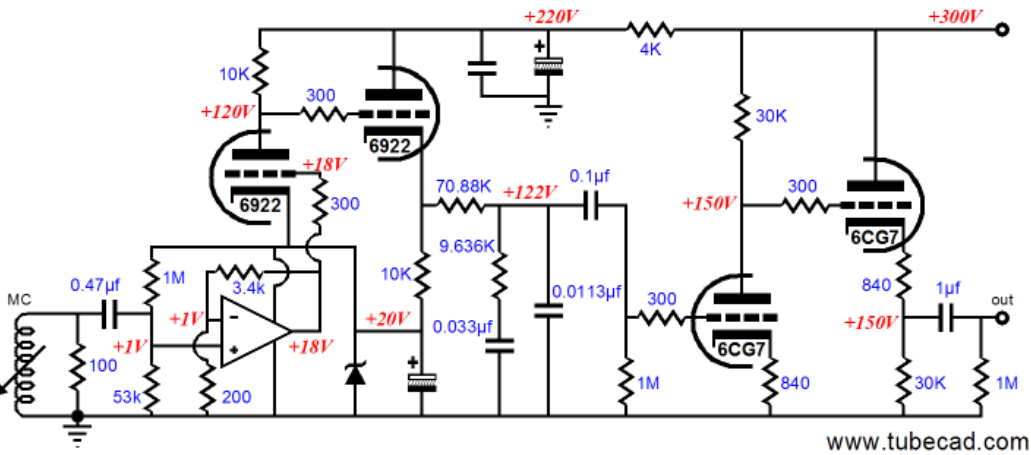 +220V
+300V
4K
10K
300
+120V
6922
30K
+18V
6922
300
70.88K
+122V
0.1µf
+150V
300
6CG7
9.636K
840
1M
3.4k
10K
0.0113µf
300
1µf
out
MC
0.47µf
+1V
-
+20V
+150V
+1V
+
+18V
0.033µf
6CG7
100
53k
200
+
1M
840
30K
1M
+
www.tubecad.com